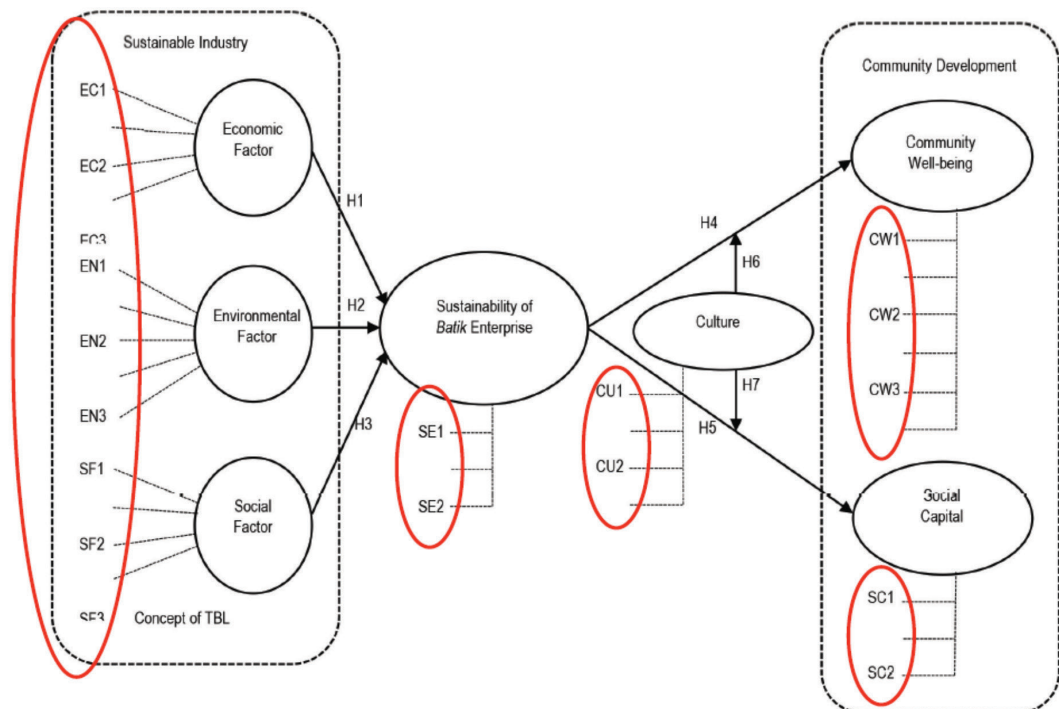 Sustainable Industry
EC1
EC2
EC3
Economic
Factor
EN1
EN2
EN3
Environmental
Factor
SF1
SF2
SF3
Social
Factor
Concept of TBL
H1
H2
H3
Sustainability of
Batik Enterprise
SE1
SE2
H4
H6
Culture
H7
H5
CU1
CU2
Community Development
Community
Well-being
CW1
CW2
CW3
Social
Capital
SC1
SC2